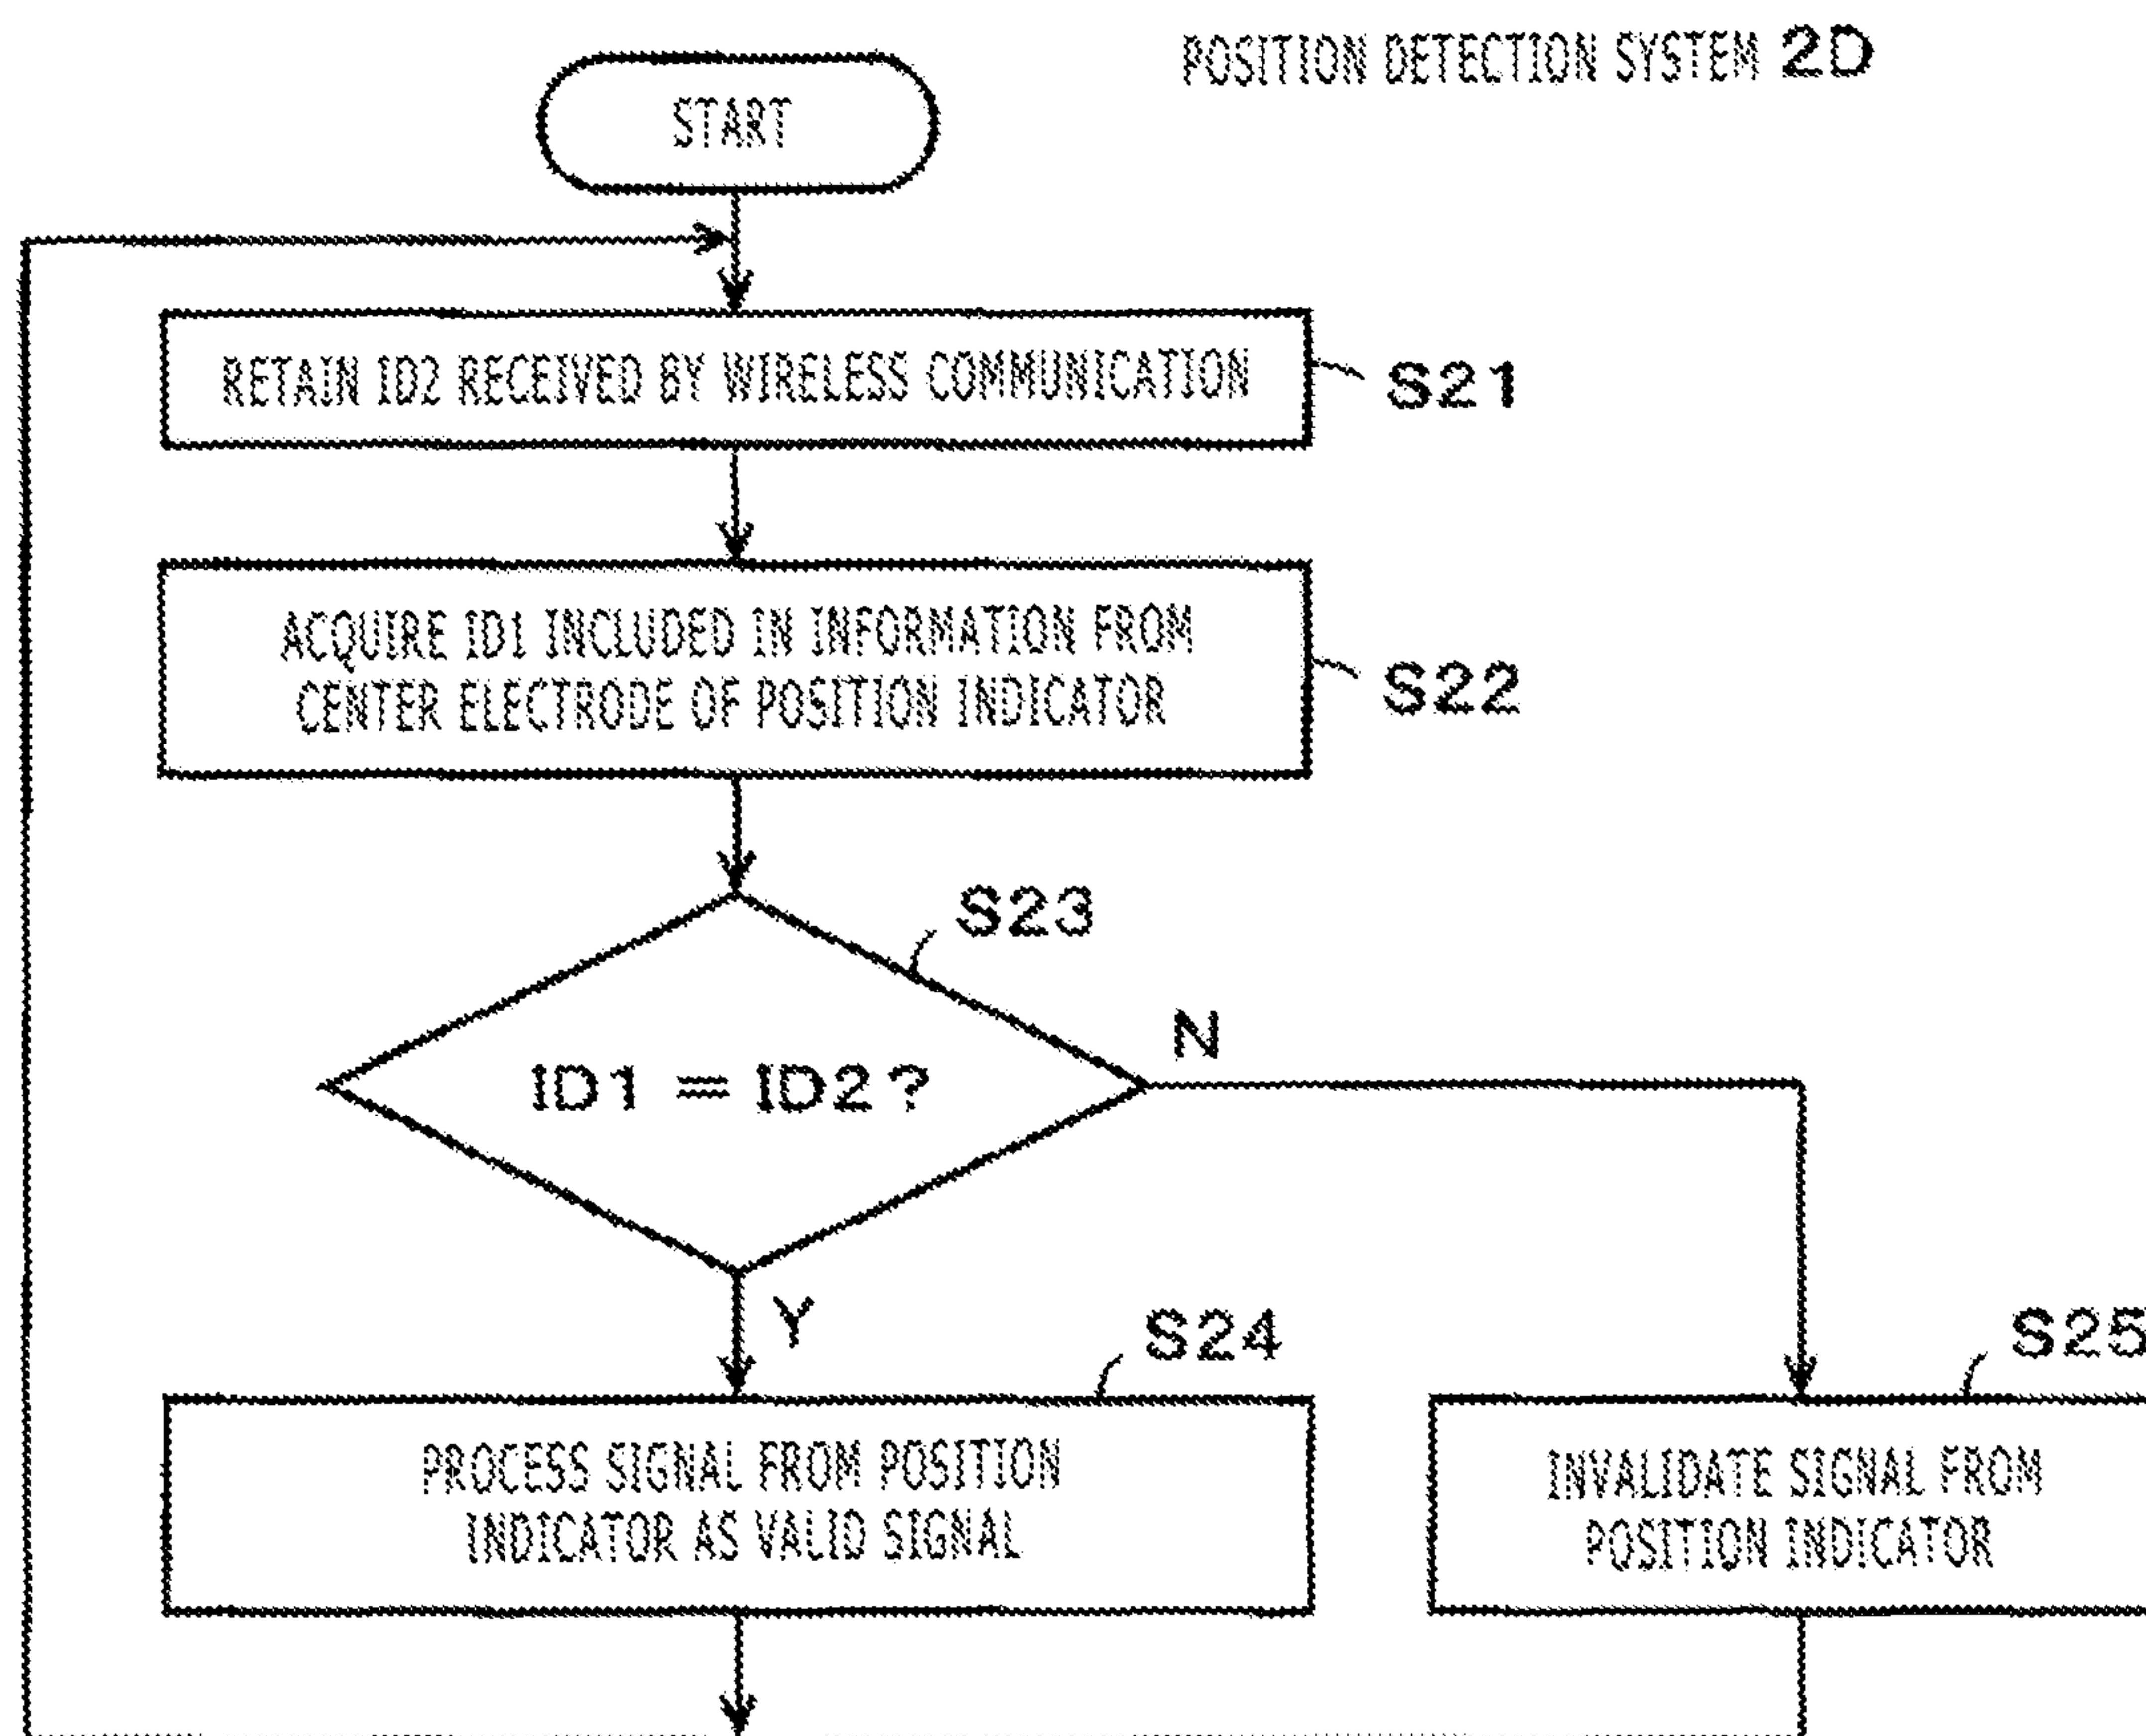 POSITION DETECTION SYSTEM 2D
START
RETAIN ID2 RECEIVED BY WIRELESS COMMUNICATION
S21
ACQUIRE ID1 INCLUDED IN INFORMATION FROM
CENTER ELECTRODE OF POSITION INDICATOR
S22
S23
ID1 = ID2 ?
N
Y
S24
PROCESS SIGNAL FROM POSITION
INDICATOR AS VALID SIGNAL
S25
INVALIDATE SIGNAL FROM
POSITION INDICATOR